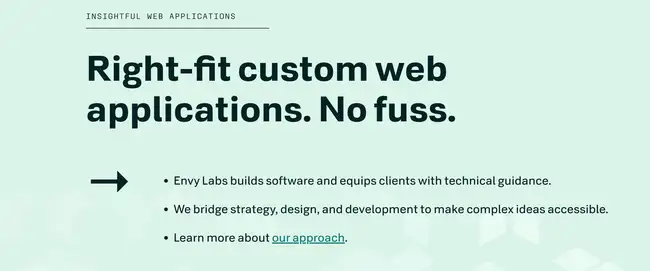 INSIGHTFUL WEB APPLICATIONS
Right-fit custom web
applications. No fuss.
• Envy Labs builds software and equips clients with technical guidance.
• We bridge strategy, design, and development to make complex ideas accessible.
• Learn more about our approach.